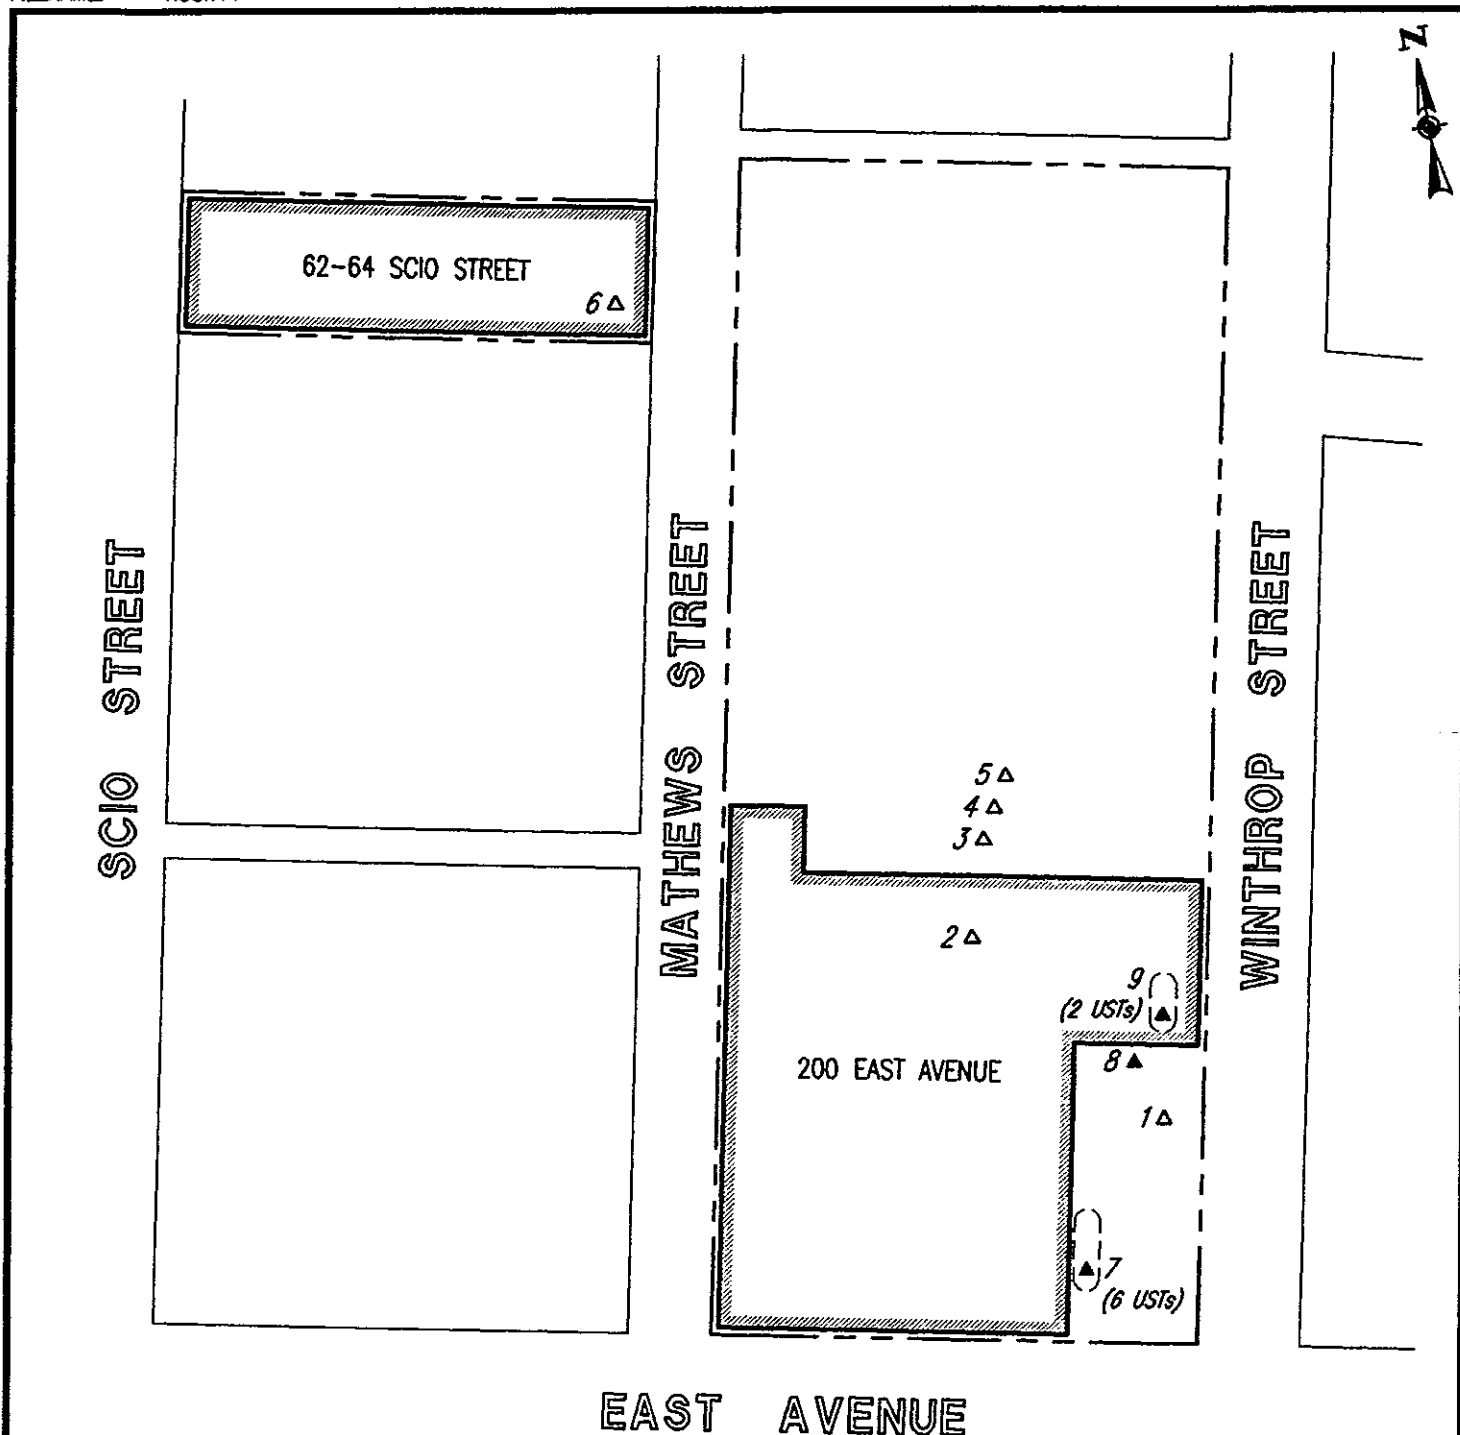 N
62-64 SCIO STREET
6
SCIO STREET
MATHEWS STREET
WINTHROP STREET
5
4
3
2
9
(2 USTs)
8
200 EAST AVENUE
1
7
(6 USTs)
EAST AVENUE